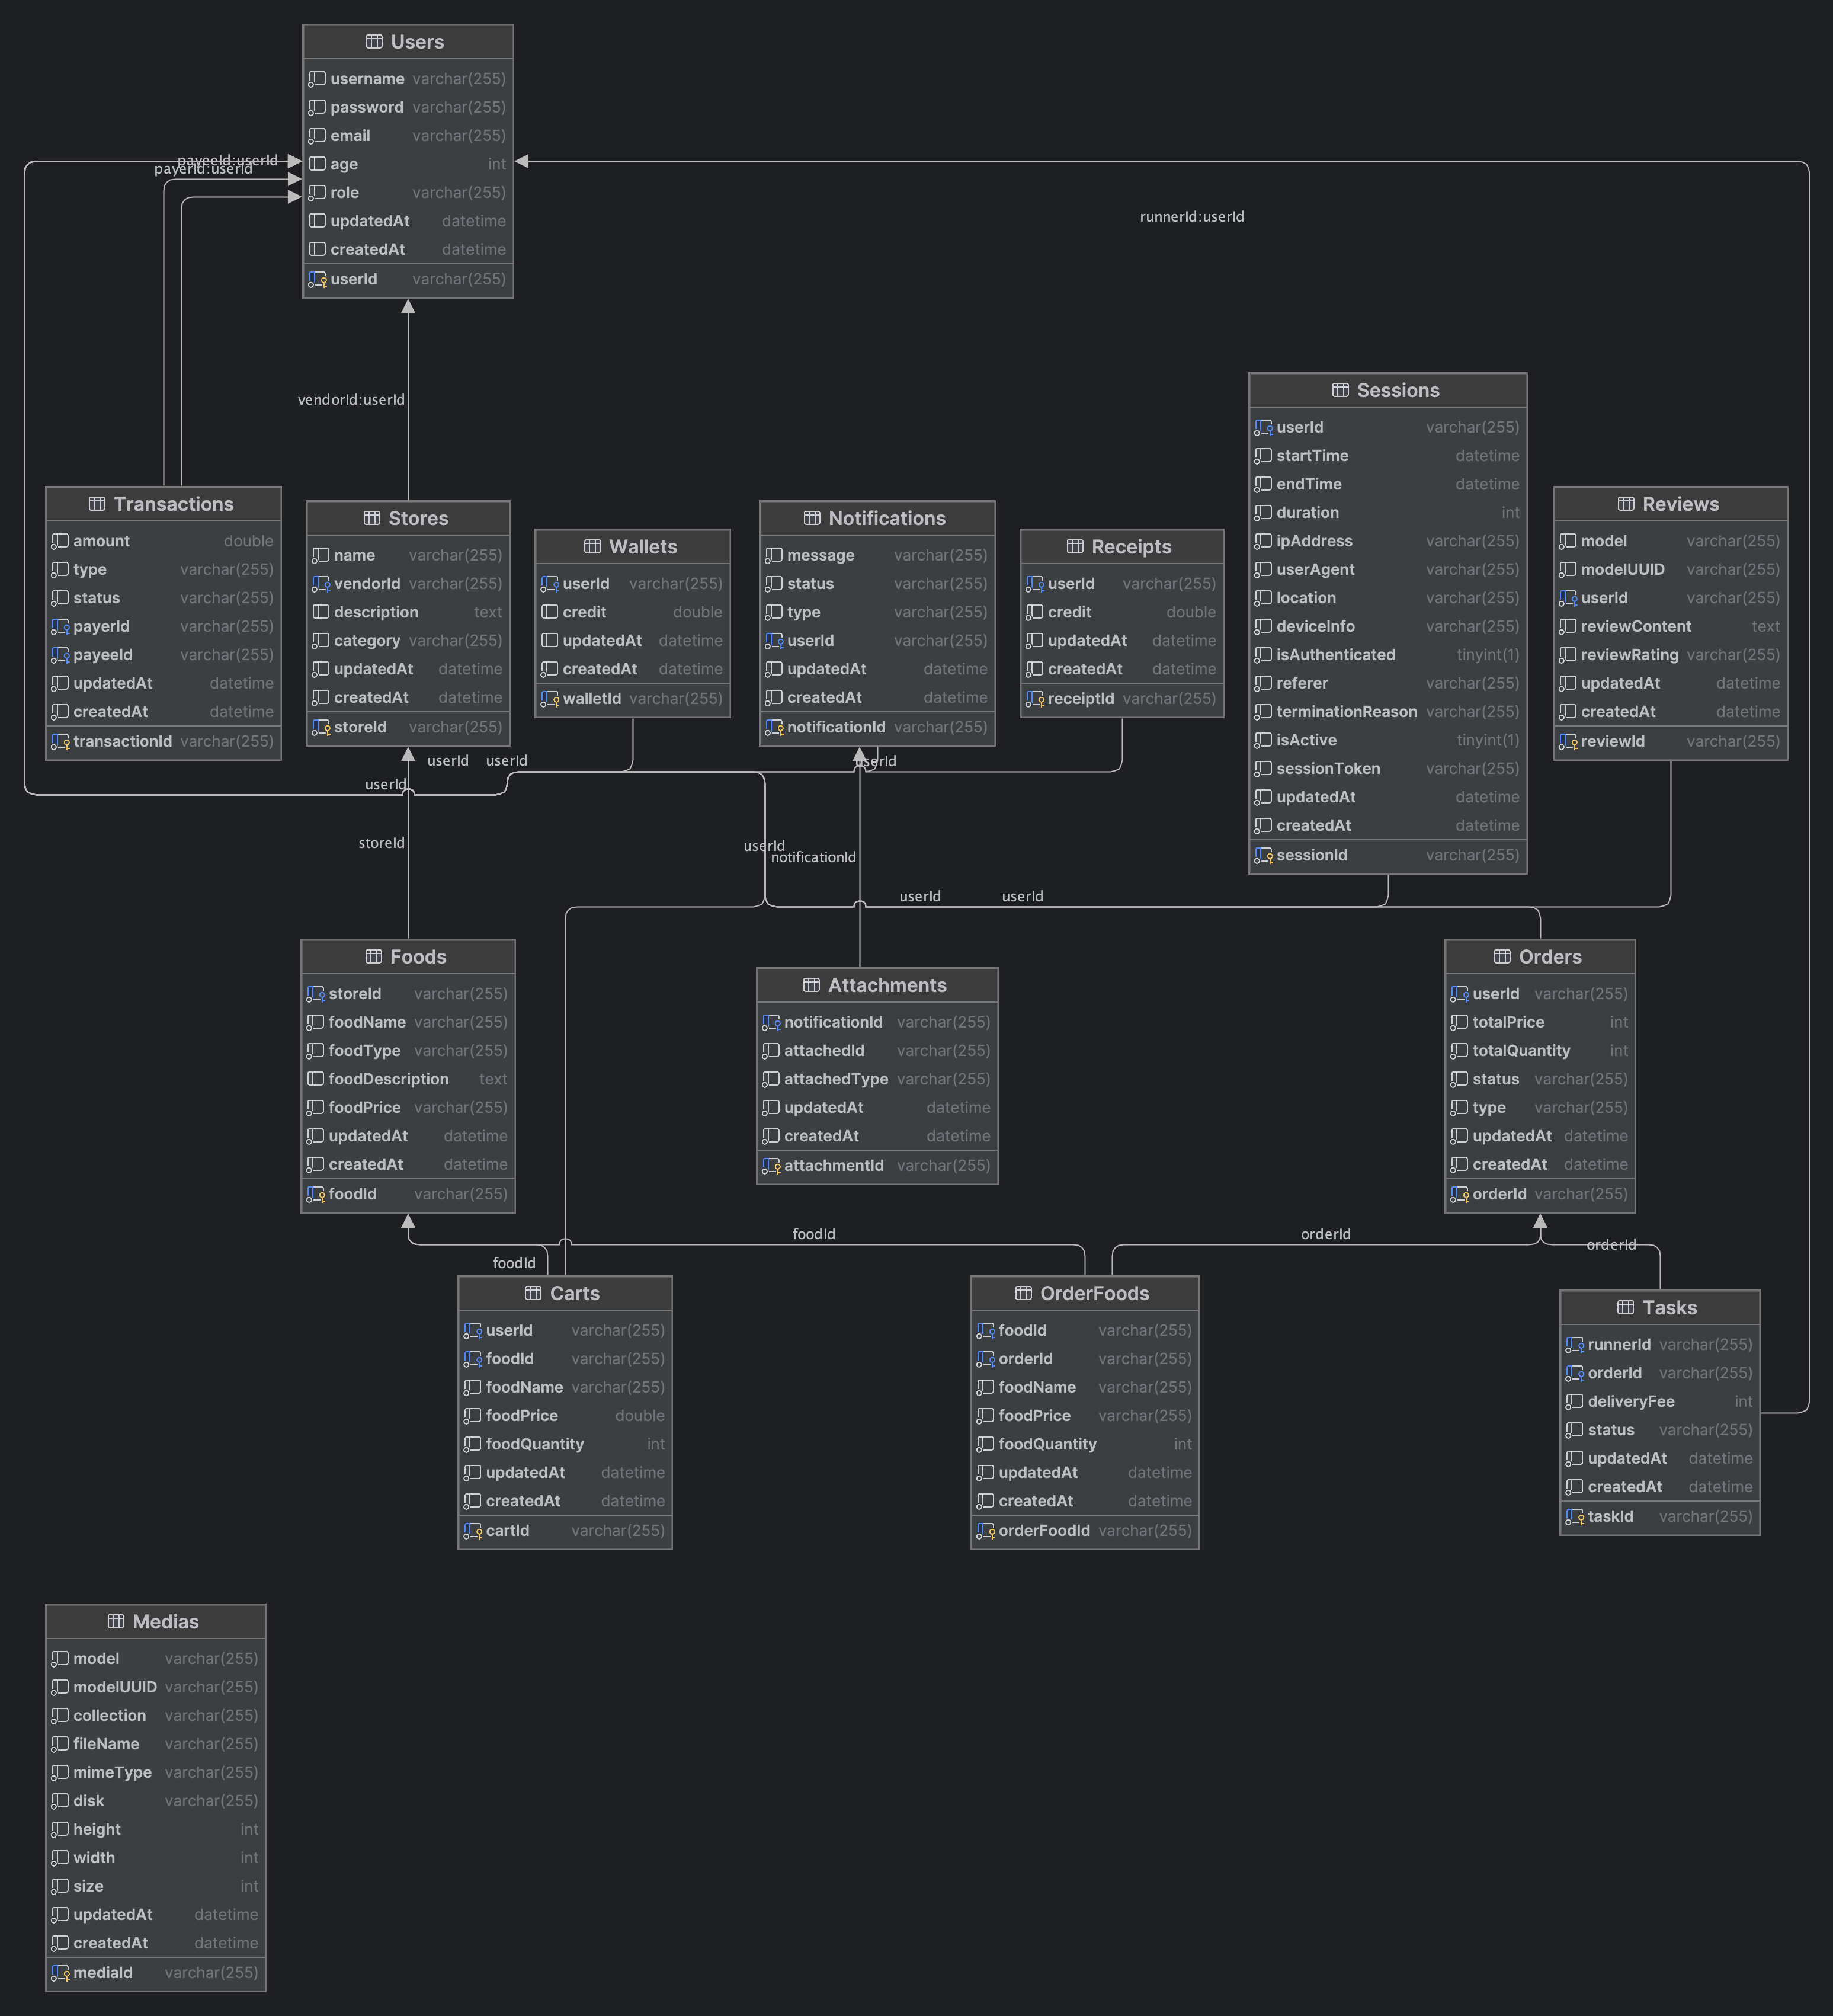 Users
username varchar(255)
password varchar(255)
email varchar(255)
age int
role varchar(255)
updatedAt datetime
createdAt datetime
userId varchar(255)
payeeId:userId
payerId:userId
runnerId:userId
vendorId:userId
Transactions
amount double
type varchar(255)
status varchar(255)
payerId varchar(255)
payeeId varchar(255)
updatedAt datetime
createdAt datetime
transactionId varchar(255)
Stores
name varchar(255)
vendorId varchar(255)
description text
category varchar(255)
updatedAt datetime
createdAt datetime
storeId varchar(255)
Wallets
userId varchar(255)
credit double
updatedAt datetime
createdAt datetime
walletId varchar(255)
Notifications
message varchar(255)
status varchar(255)
type varchar(255)
userId varchar(255)
updatedAt datetime
createdAt datetime
notificationId varchar(255)
Receipts
userId varchar(255)
credit double
updatedAt datetime
createdAt datetime
receiptId varchar(255)
Sessions
userId varchar(255)
startTime datetime
endTime datetime
duration int
ipAddress varchar(255)
userAgent varchar(255)
location varchar(255)
deviceInfo varchar(255)
isAuthenticated tinyint(1)
referer varchar(255)
terminationReason varchar(255)
isActive tinyint(1)
sessionToken varchar(255)
updatedAt datetime
createdAt datetime
sessionId varchar(255)
Reviews
model varchar(255)
modelUUID varchar(255)
userId varchar(255)
reviewContent text
reviewRating varchar(255)
updatedAt datetime
createdAt datetime
reviewId varchar(255)
userId
userId
userId
userId
storeId
userId
notificationId
userId
userId
Foods
storeId varchar(255)
foodName varchar(255)
foodType varchar(255)
foodDescription text
foodPrice varchar(255)
updatedAt datetime
createdAt datetime
foodId varchar(255)
Attachments
notificationId varchar(255)
attachedId varchar(255)
attachedType varchar(255)
updatedAt datetime
createdAt datetime
attachmentId varchar(255)
Orders
userId varchar(255)
totalPrice int
totalQuantity int
status varchar(255)
type varchar(255)
updatedAt datetime
createdAt datetime
orderId varchar(255)
foodId
foodId
orderId
orderId
Carts
userId varchar(255)
foodId varchar(255)
foodName varchar(255)
foodPrice double
foodQuantity int
updatedAt datetime
createdAt datetime
cartId varchar(255)
OrderFoods
foodId varchar(255)
orderId varchar(255)
foodName varchar(255)
foodPrice varchar(255)
foodQuantity int
updatedAt datetime
createdAt datetime
orderFoodId varchar(255)
Tasks
runnerId varchar(255)
orderId varchar(255)
deliveryFee int
status varchar(255)
updatedAt datetime
createdAt datetime
taskId varchar(255)
Medias
model varchar(255)
modelUUID varchar(255)
collection varchar(255)
fileName varchar(255)
mimeType varchar(255)
disk varchar(255)
height int
width int
size int
updatedAt datetime
createdAt datetime
mediaId varchar(255)